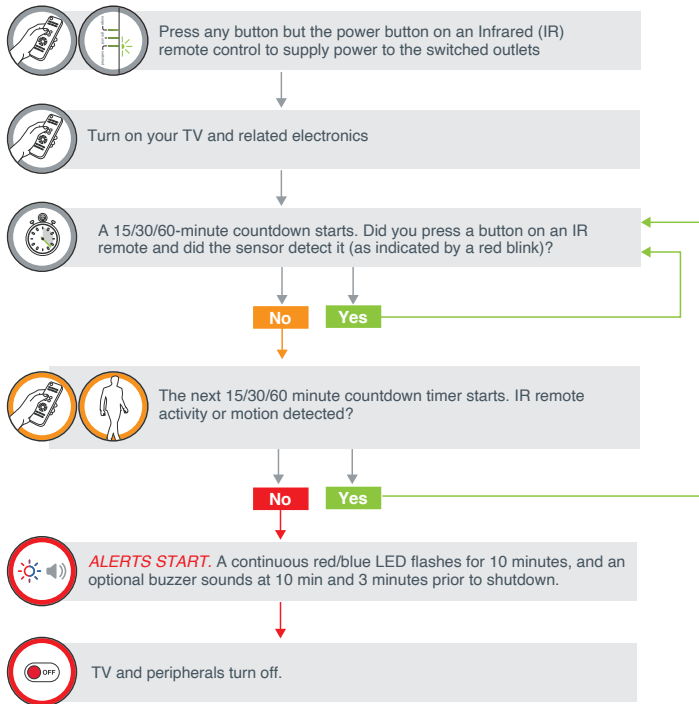 Press any button but the power button on an Infrared (IR)
remote control to supply power to the switched outlets
Turn on your TV and related electronics
A 15/30/60-minute countdown starts. Did you press a button on an IR
remote and did the sensor detect it (as indicated by a red blink)?
No
Yes
The next 15/30/60 minute countdown timer starts. IR remote
activity or motion detected?
No
Yes
ALERTS START. A continuous red/blue LED flashes for 10 minutes, and an
optional buzzer sounds at 10 min and 3 minutes prior to shutdown.
OFF
TV and peripherals turn off.